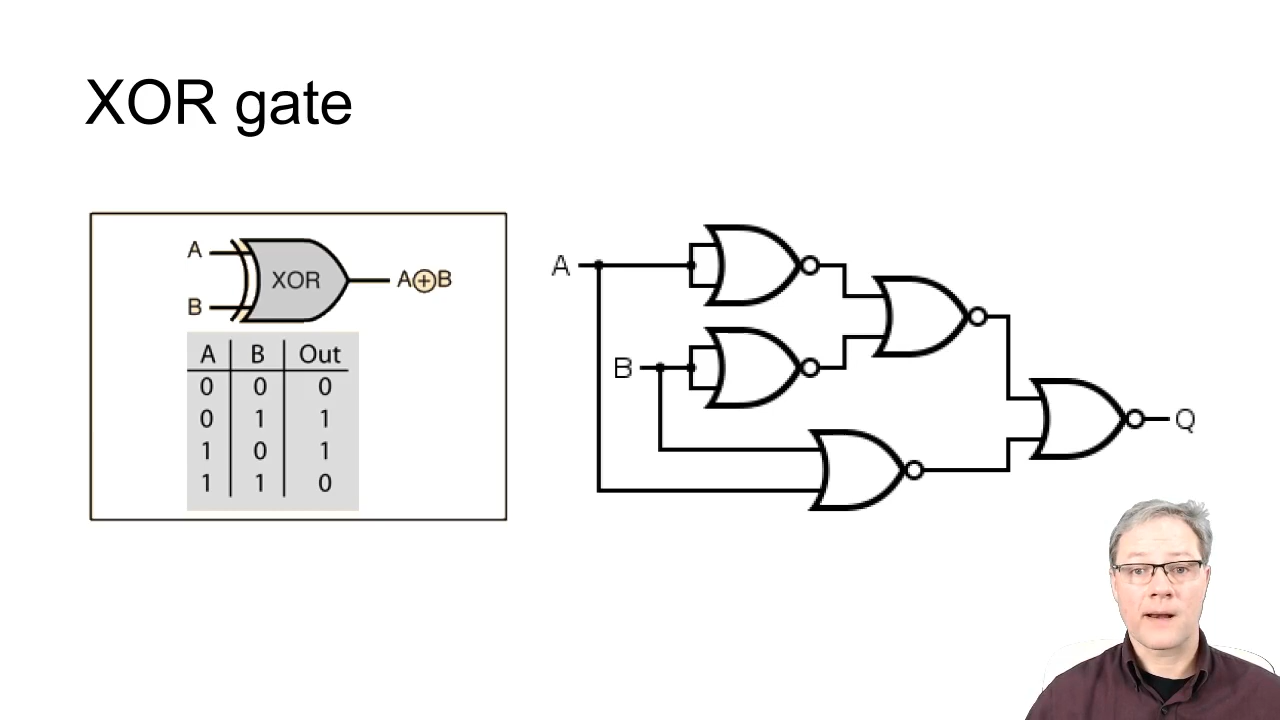 XOR gate
A
XOR
A⊕B
B
A B Out
0 0 0
0 1 1
1 0 1
1 1 0
A
B
Q